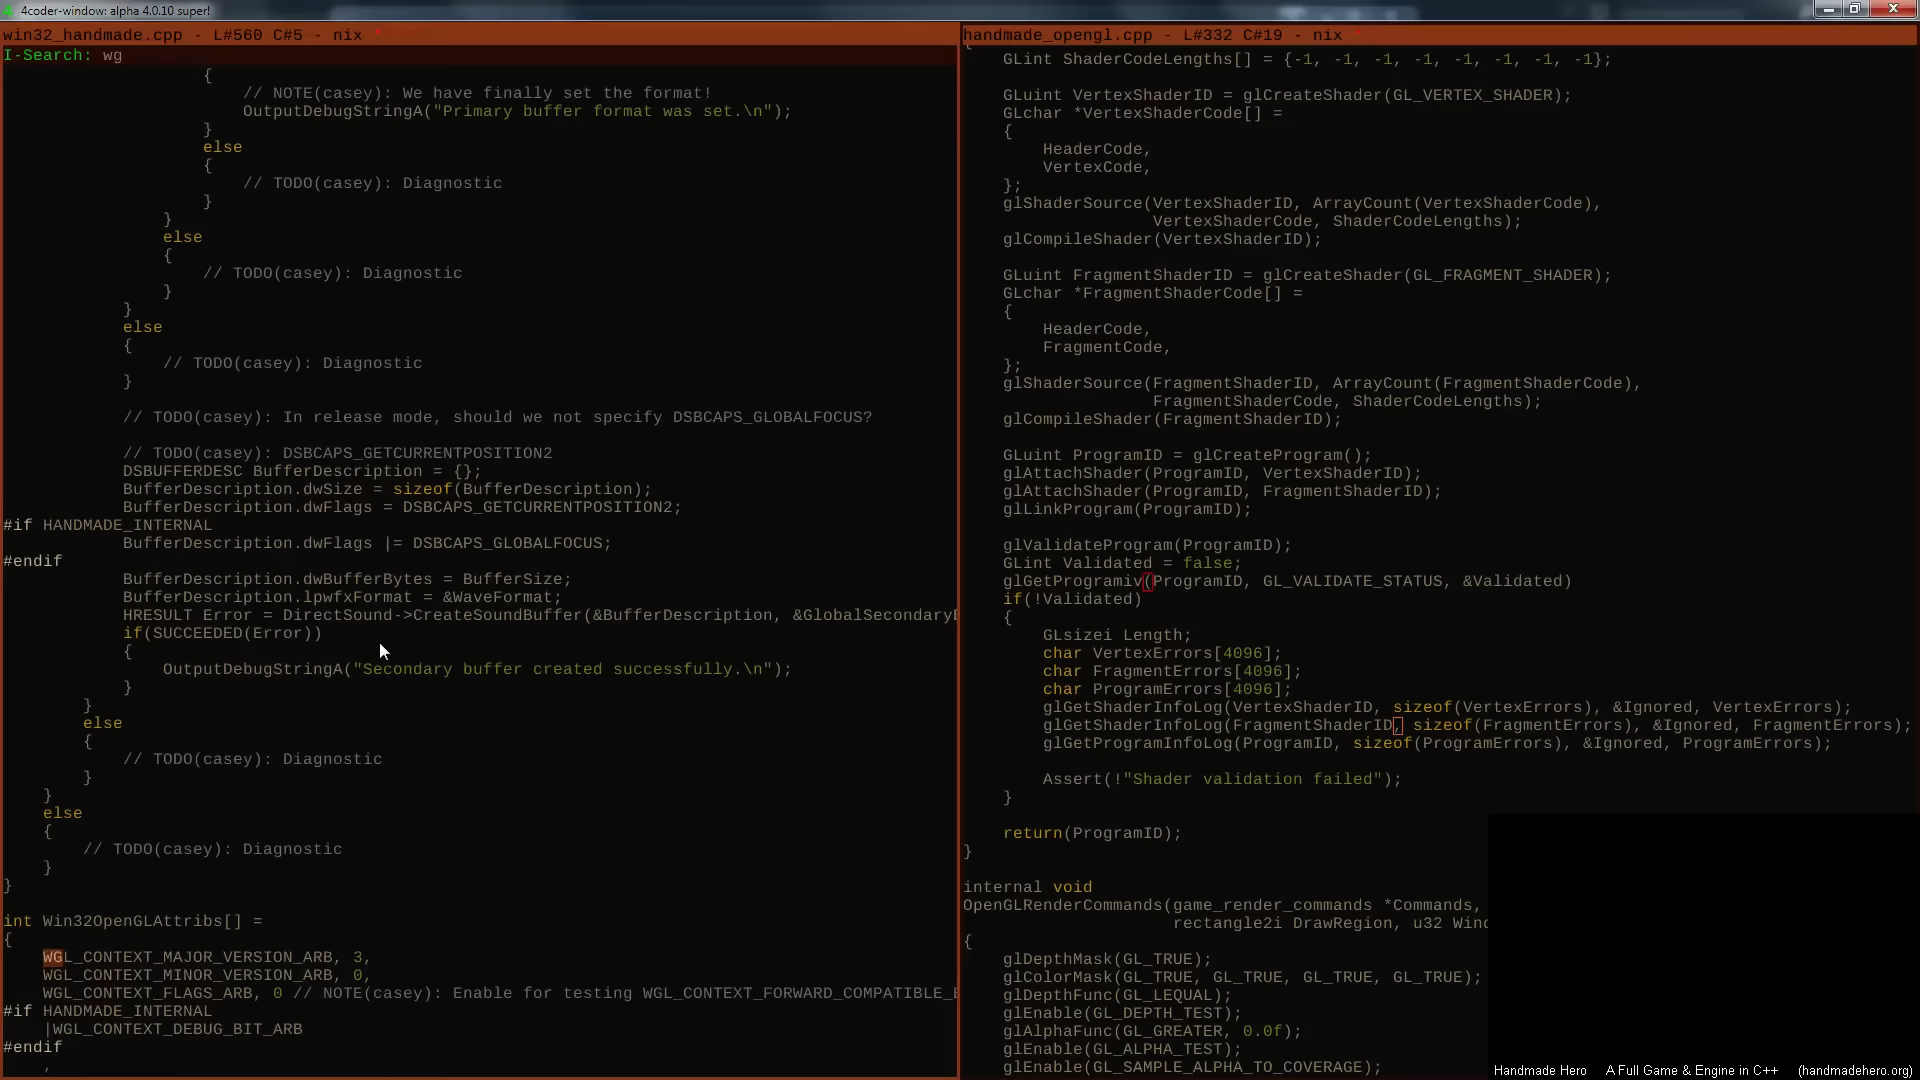 4coder-window: alpha 4.0.10 super!
win32_handmade.cpp - L#560 C#5 - nix *
I-Search: wg
{
// NOTE(casey): We have finally set the format!
OutputDebugStringA("Primary buffer format was set.\n");
}
else
{
// TODO(casey): Diagnostic
}
}
else
{
// TODO(casey): Diagnostic
}
}
else
{
// TODO(casey): Diagnostic
}
// TODO(casey): In release mode, should we not specify DSBCAPS_GLOBALFOCUS?
// TODO(casey): DSBCAPS_GETCURRENTPOSITION2
DSBUFFERDESC BufferDescription = {};
BufferDescription.dwSize = sizeof(BufferDescription);
BufferDescription.dwFlags = DSBCAPS_GETCURRENTPOSITION2;
#if HANDMADE_INTERNAL
BufferDescription.dwFlags |= DSBCAPS_GLOBALFOCUS;
#endif
BufferDescription.dwBufferBytes = BufferSize;
BufferDescription.lpwfxFormat = &WaveFormat;
HRESULT Error = DirectSound->CreateSoundBuffer(&BufferDescription, &GlobalSecondaryB
if(SUCCEEDED(Error))
{
OutputDebugStringA("Secondary buffer created successfully.\n");
}
}
else
{
// TODO(casey): Diagnostic
}
}
else
{
// TODO(casey): Diagnostic
}
}
int Win32OpenGLAttribs[] =
{
WGL_CONTEXT_MAJOR_VERSION_ARB, 3,
WGL_CONTEXT_MINOR_VERSION_ARB, 0,
WGL_CONTEXT_FLAGS_ARB, 0 // NOTE(casey): Enable for testing WGL_CONTEXT_FORWARD_COMPATIBLE_B
#if HANDMADE_INTERNAL
|WGL_CONTEXT_DEBUG_BIT_ARB
#endif
,
handmade_opengl.cpp - L#332 C#19 - nix *
{
GLint ShaderCodeLengths[] = {-1, -1, -1, -1, -1, -1, -1, -1};
GLuint VertexShaderID = glCreateShader(GL_VERTEX_SHADER);
GLchar *VertexShaderCode[] =
{
HeaderCode,
VertexCode,
};
glShaderSource(VertexShaderID, ArrayCount(VertexShaderCode),
VertexShaderCode, ShaderCodeLengths);
glCompileShader(VertexShaderID);
GLuint FragmentShaderID = glCreateShader(GL_FRAGMENT_SHADER);
GLchar *FragmentShaderCode[] =
{
HeaderCode,
FragmentCode,
};
glShaderSource(FragmentShaderID, ArrayCount(FragmentShaderCode),
FragmentShaderCode, ShaderCodeLengths);
glCompileShader(FragmentShaderID);
GLuint ProgramID = glCreateProgram();
glAttachShader(ProgramID, VertexShaderID);
glAttachShader(ProgramID, FragmentShaderID);
glLinkProgram(ProgramID);
glValidateProgram(ProgramID);
GLint Validated = false;
glGetProgramiv(ProgramID, GL_VALIDATE_STATUS, &Validated)
if(!Validated)
{
GLsizei Length;
char VertexErrors[4096];
char FragmentErrors[4096];
char ProgramErrors[4096];
glGetShaderInfoLog(VertexShaderID, sizeof(VertexErrors), &Ignored, VertexErrors);
glGetShaderInfoLog(FragmentShaderID, sizeof(FragmentErrors), &Ignored, FragmentErrors);
glGetProgramInfoLog(ProgramID, sizeof(ProgramErrors), &Ignored, ProgramErrors);
Assert(!"Shader validation failed");
}
return(ProgramID);
}
internal void
OpenGLRenderCommands(game_render_commands *Commands,
rectangle2i DrawRegion, u32 Wind
{
glDepthMask(GL_TRUE);
glColorMask(GL_TRUE, GL_TRUE, GL_TRUE, GL_TRUE);
glDepthFunc(GL_LEQUAL);
glEnable(GL_DEPTH_TEST);
glAlphaFunc(GL_GREATER, 0.0f);
glEnable(GL_ALPHA_TEST);
glEnable(GL_SAMPLE_ALPHA_TO_COVERAGE);
Handmade Hero A Full Game & Engine in C++ (handmadehero.org)